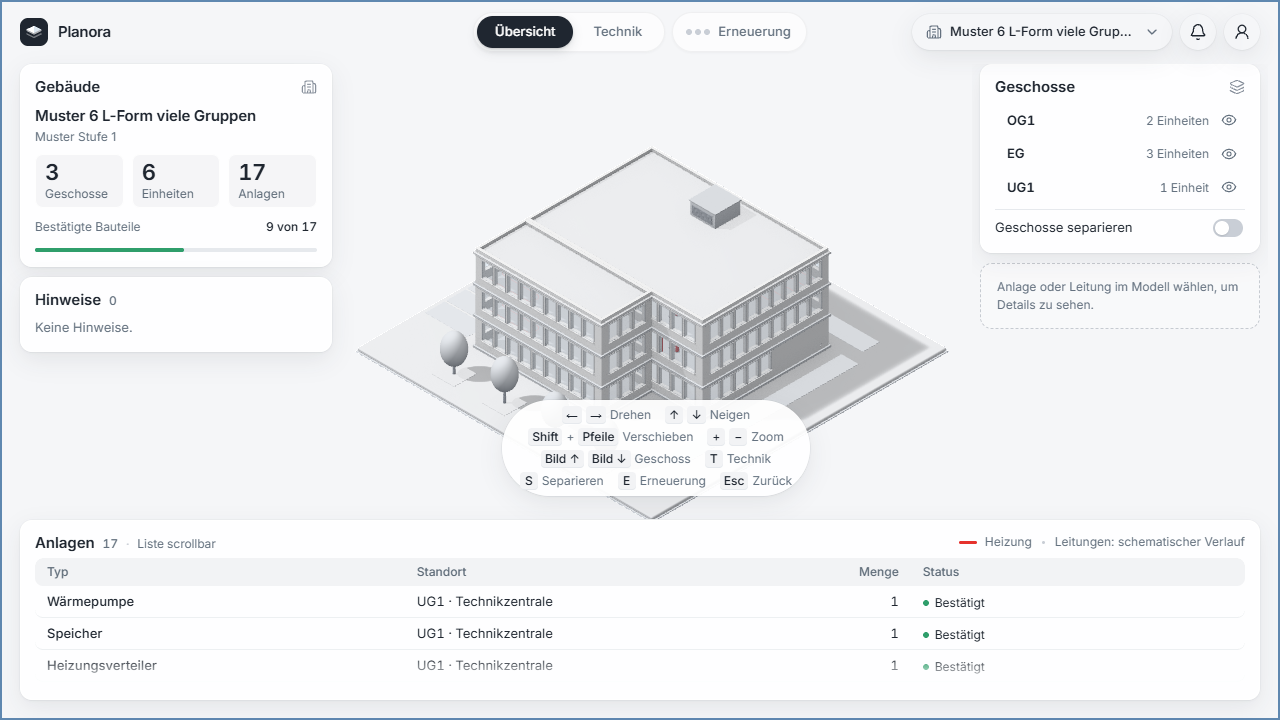 Planora
Übersicht
Technik
Erneuerung
Muster 6 L-Form viele Grup...
Gebäude
Muster 6 L-Form viele Gruppen
Muster Stufe 1
3
Geschosse
6
Einheiten
17
Anlagen
Bestätigte Bauteile
9 von 17
Hinweise 0
Keine Hinweise.
Geschosse
OG1 2 Einheiten
EG 3 Einheiten
UG1 1 Einheit
Geschosse separieren
Anlage oder Leitung im Modell wählen, um
Details zu sehen.
← → Drehen ↑ ↓ Neigen
Shift + Pfeile Verschieben + − Zoom
Bild ↑ Bild ↓ Geschoss T Technik
S Separieren E Erneuerung Esc Zurück
Anlagen 17 · Liste scrollbar
Heizung · Leitungen: schematischer Verlauf
Typ Standort Menge Status
Wärmepumpe UG1 · Technikzentrale 1 Bestätigt
Speicher UG1 · Technikzentrale 1 Bestätigt
Heizungsverteiler UG1 · Technikzentrale 1 Bestätigt